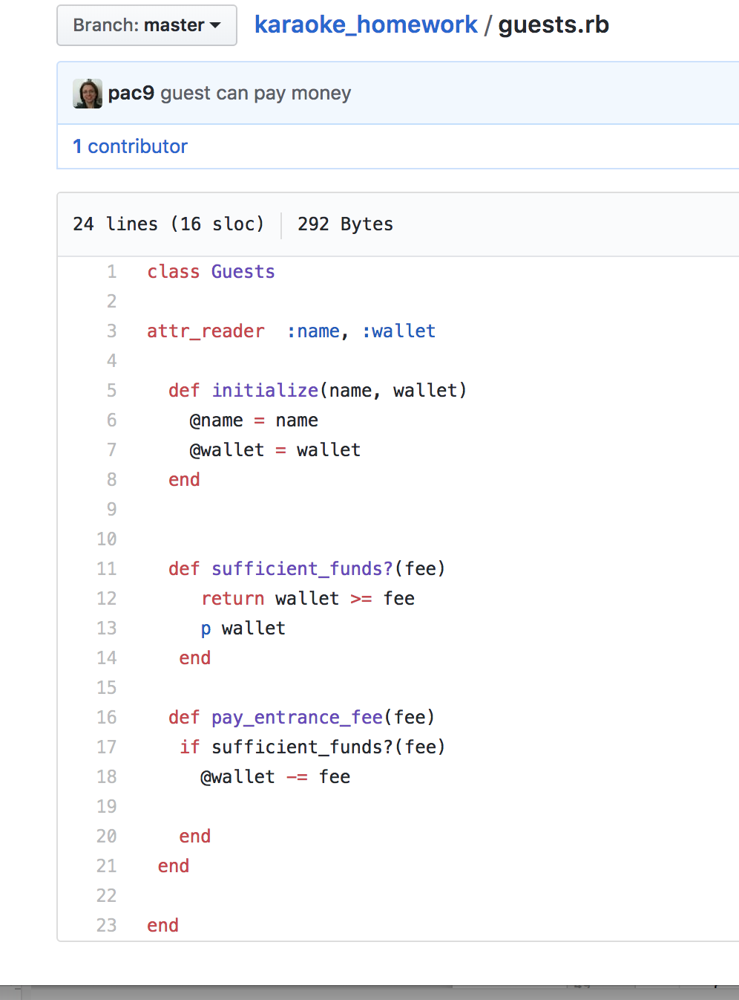 Branch: master karaoke_homework / guests.rb
pac9 guest can pay money
1 contributor
24 lines (16 sloc) 292 Bytes
1 class Guests
2
3 attr_reader  :name, :wallet
4
5   def initialize(name, wallet)
6     @name = name
7     @wallet = wallet
8   end
9
10
11   def sufficient_funds?(fee)
12      return wallet >= fee
13      p wallet
14    end
15
16   def pay_entrance_fee(fee)
17    if sufficient_funds?(fee)
18      @wallet -= fee
19
20    end
21  end
22
23 end